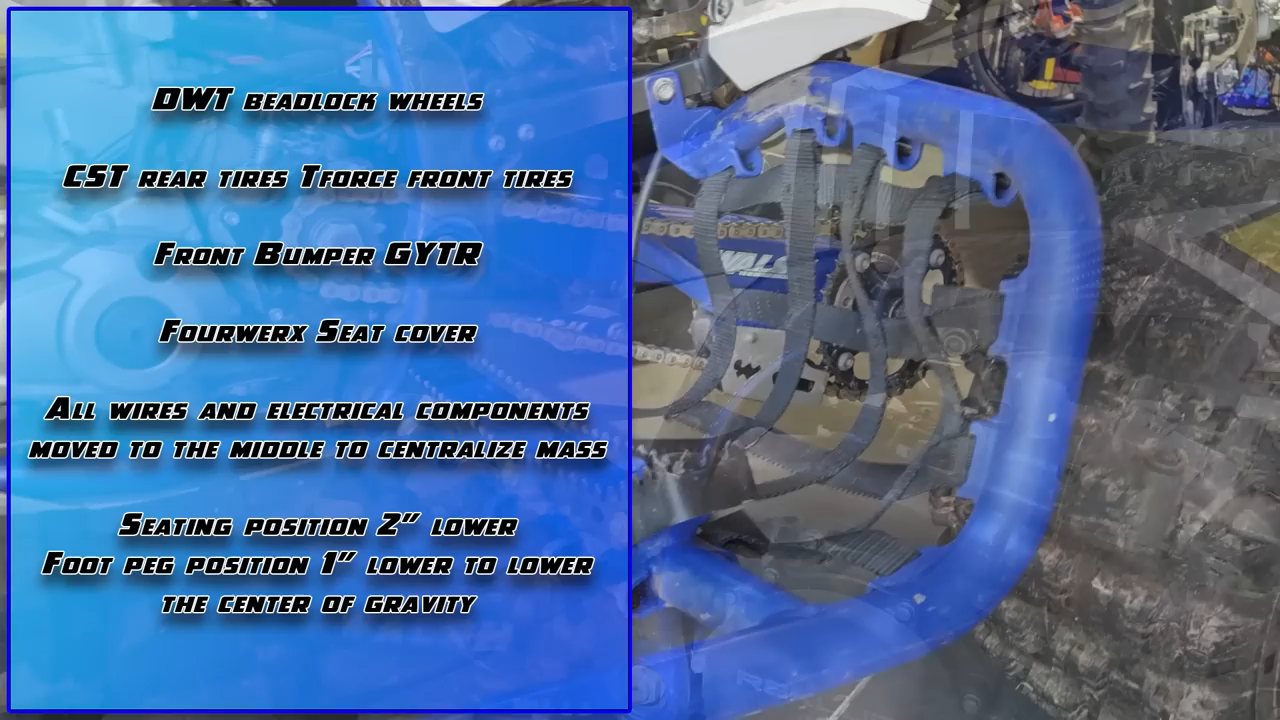 DWT BEADLOCK WHEELS
CST REAR TIRES TFORCE FRONT TIRES
FRONT BUMPER GYTR
FOURWERX SEAT COVER
ALL WIRES AND ELECTRICAL COMPONENTS
MOVED TO THE MIDDLE TO CENTRALIZE MASS
SEATING POSITION 2" LOWER
FOOT PEG POSITION 1" LOWER TO LOWER
THE CENTER OF GRAVITY